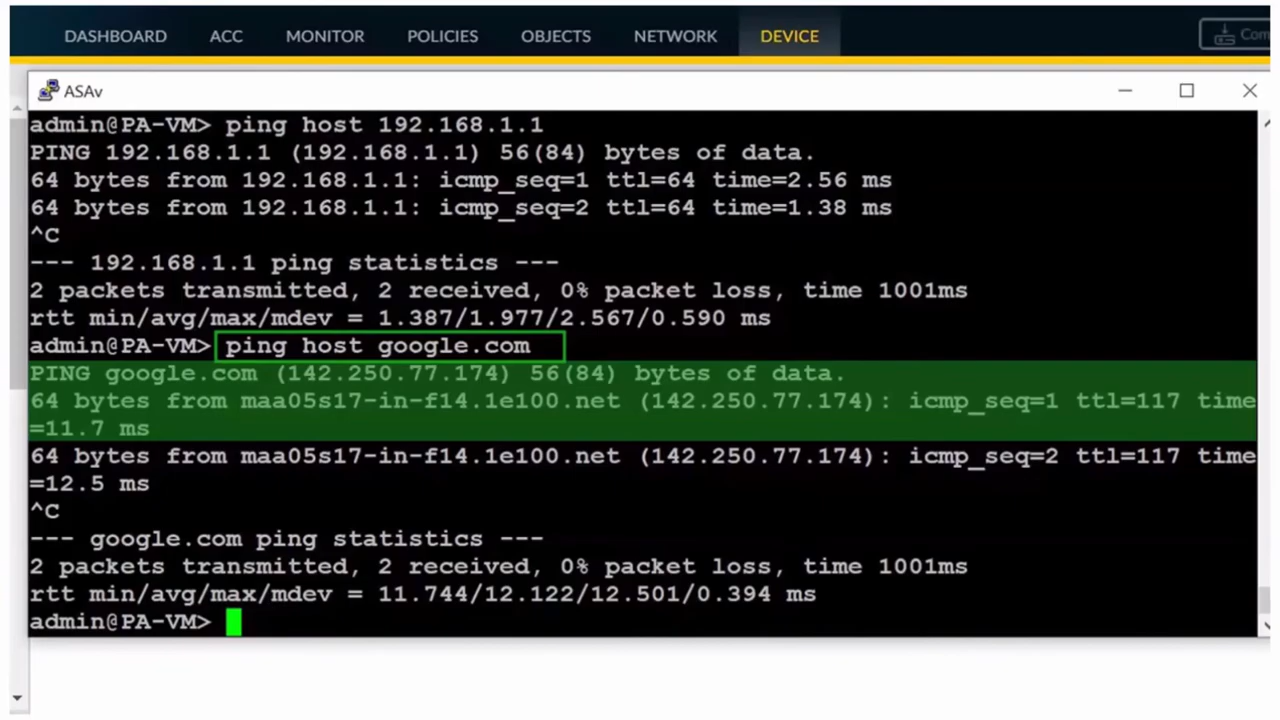 DASHBOARD ACC MONITOR POLICIES OBJECTS NETWORK DEVICE Com
ASAv
admin@PA-VM> ping host 192.168.1.1
PING 192.168.1.1 (192.168.1.1) 56(84) bytes of data.
64 bytes from 192.168.1.1: icmp_seq=1 ttl=64 time=2.56 ms
64 bytes from 192.168.1.1: icmp_seq=2 ttl=64 time=1.38 ms
^C
--- 192.168.1.1 ping statistics ---
2 packets transmitted, 2 received, 0% packet loss, time 1001ms
rtt min/avg/max/mdev = 1.387/1.977/2.567/0.590 ms
admin@PA-VM> ping host google.com
PING google.com (142.250.77.174) 56(84) bytes of data.
64 bytes from maa05s17-in-f14.1e100.net (142.250.77.174): icmp_seq=1 ttl=117 time
=11.7 ms
64 bytes from maa05s17-in-f14.1e100.net (142.250.77.174): icmp_seq=2 ttl=117 time
=12.5 ms
^C
--- google.com ping statistics ---
2 packets transmitted, 2 received, 0% packet loss, time 1001ms
rtt min/avg/max/mdev = 11.744/12.122/12.501/0.394 ms
admin@PA-VM>